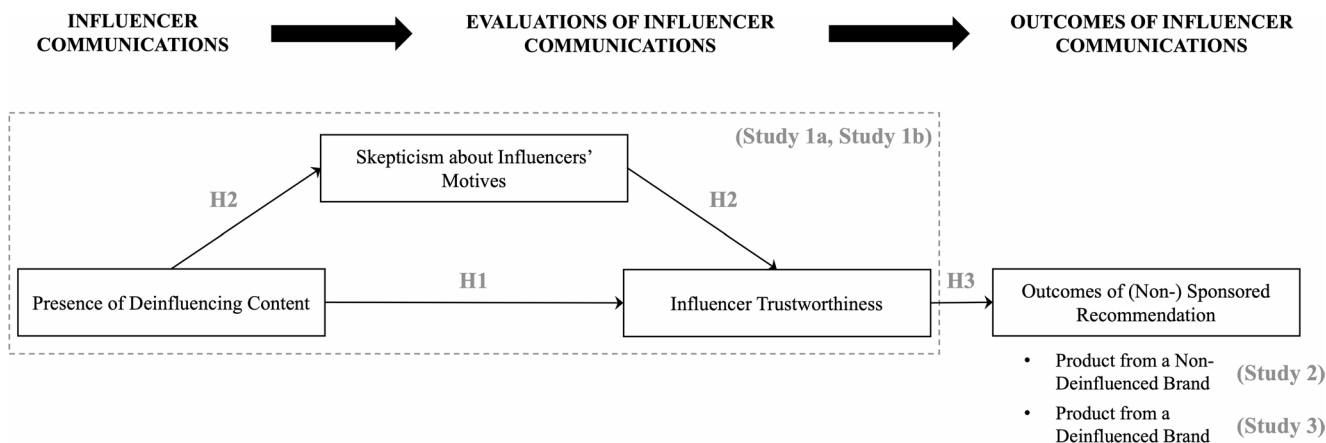 INFLUENCER
COMMUNICATIONS
EVALUATIONS OF INFLUENCER
COMMUNICATIONS
OUTCOMES OF INFLUENCER
COMMUNICATIONS
(Study 1a, Study 1b)
Skepticism about Influencers’
Motives
H2
H2
Presence of Deinfluencing Content
H1
Influencer Trustworthiness
H3
Outcomes of (Non-) Sponsored
Recommendation
• Product from a Non-
Deinfluenced Brand
(Study 2)
• Product from a
Deinfluenced Brand
(Study 3)